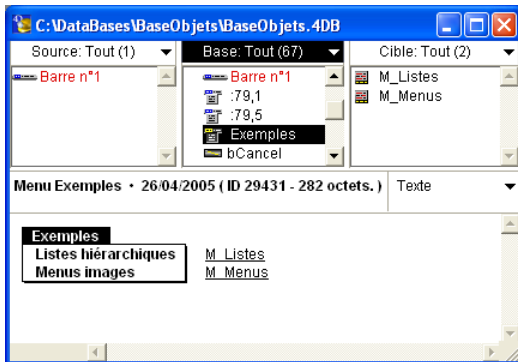 C:\DataBases\BaseObjets\BaseObjets.4DB
Source: Tout (1)
Base: Tout (67)
Cible: Tout (2)
Barre n°1
Barre n°1
:79,1
:79,5
Exemples
bCancel
M_Listes
M_Menus
Menu Exemples • 26/04/2005 ( ID 29431 - 282 octets. )
Texte
Exemples
Listes hiérarchiques M_Listes
Menus images M_Menus